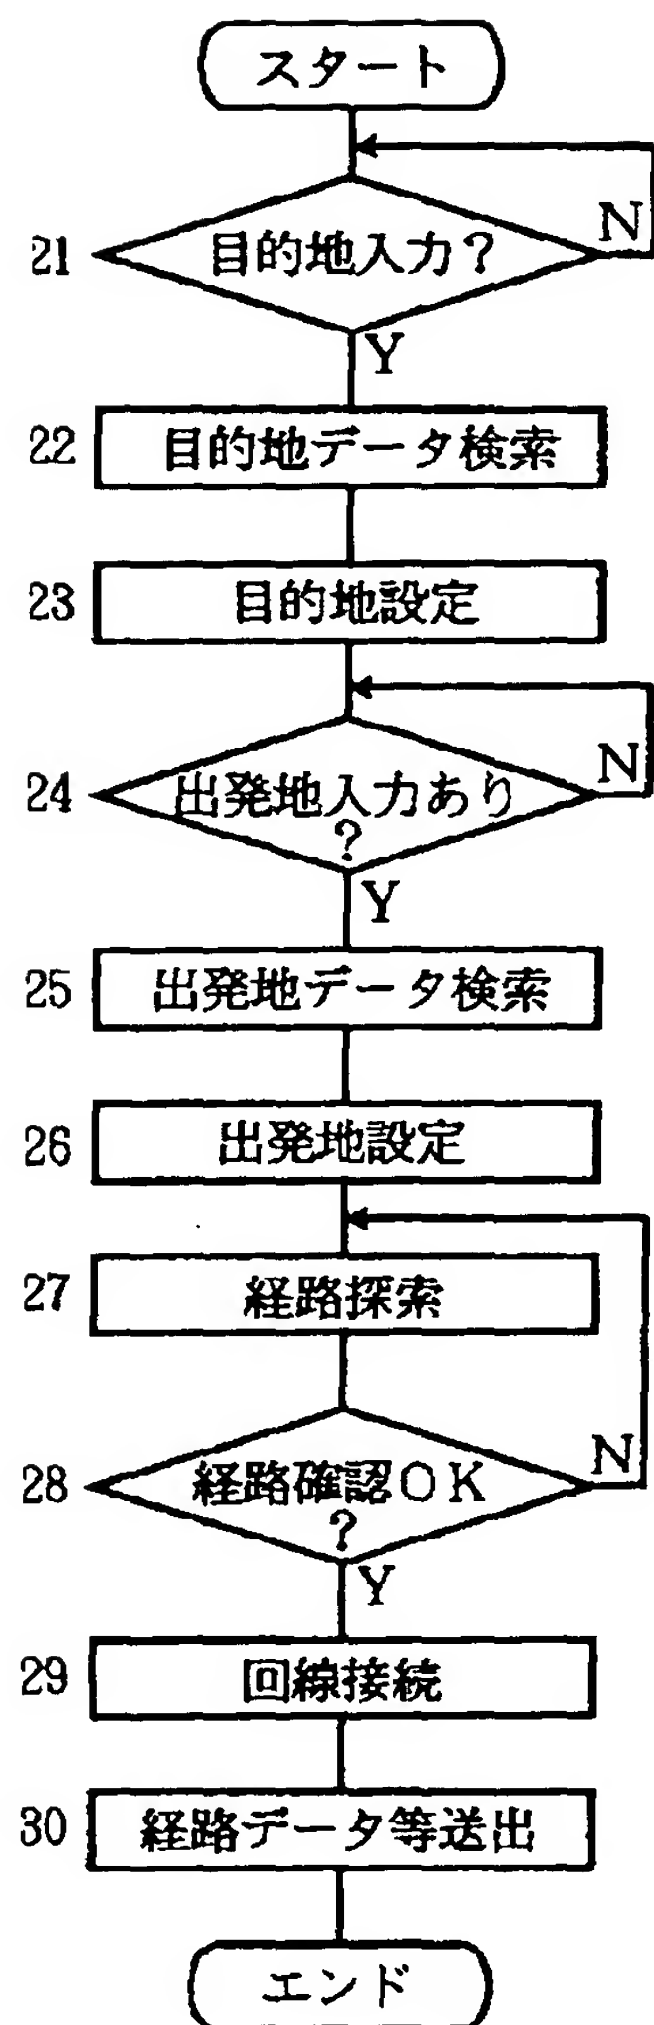 スタート
N
21 目的地入力?
Y
22 目的地データ検索
23 目的地設定
N
24 出発地入力あり
?
Y
25 出発地データ検索
26 出発地設定
27 経路探索
N
28 経路確認OK
?
Y
29 回線接続
30 経路データ等送出
エンド